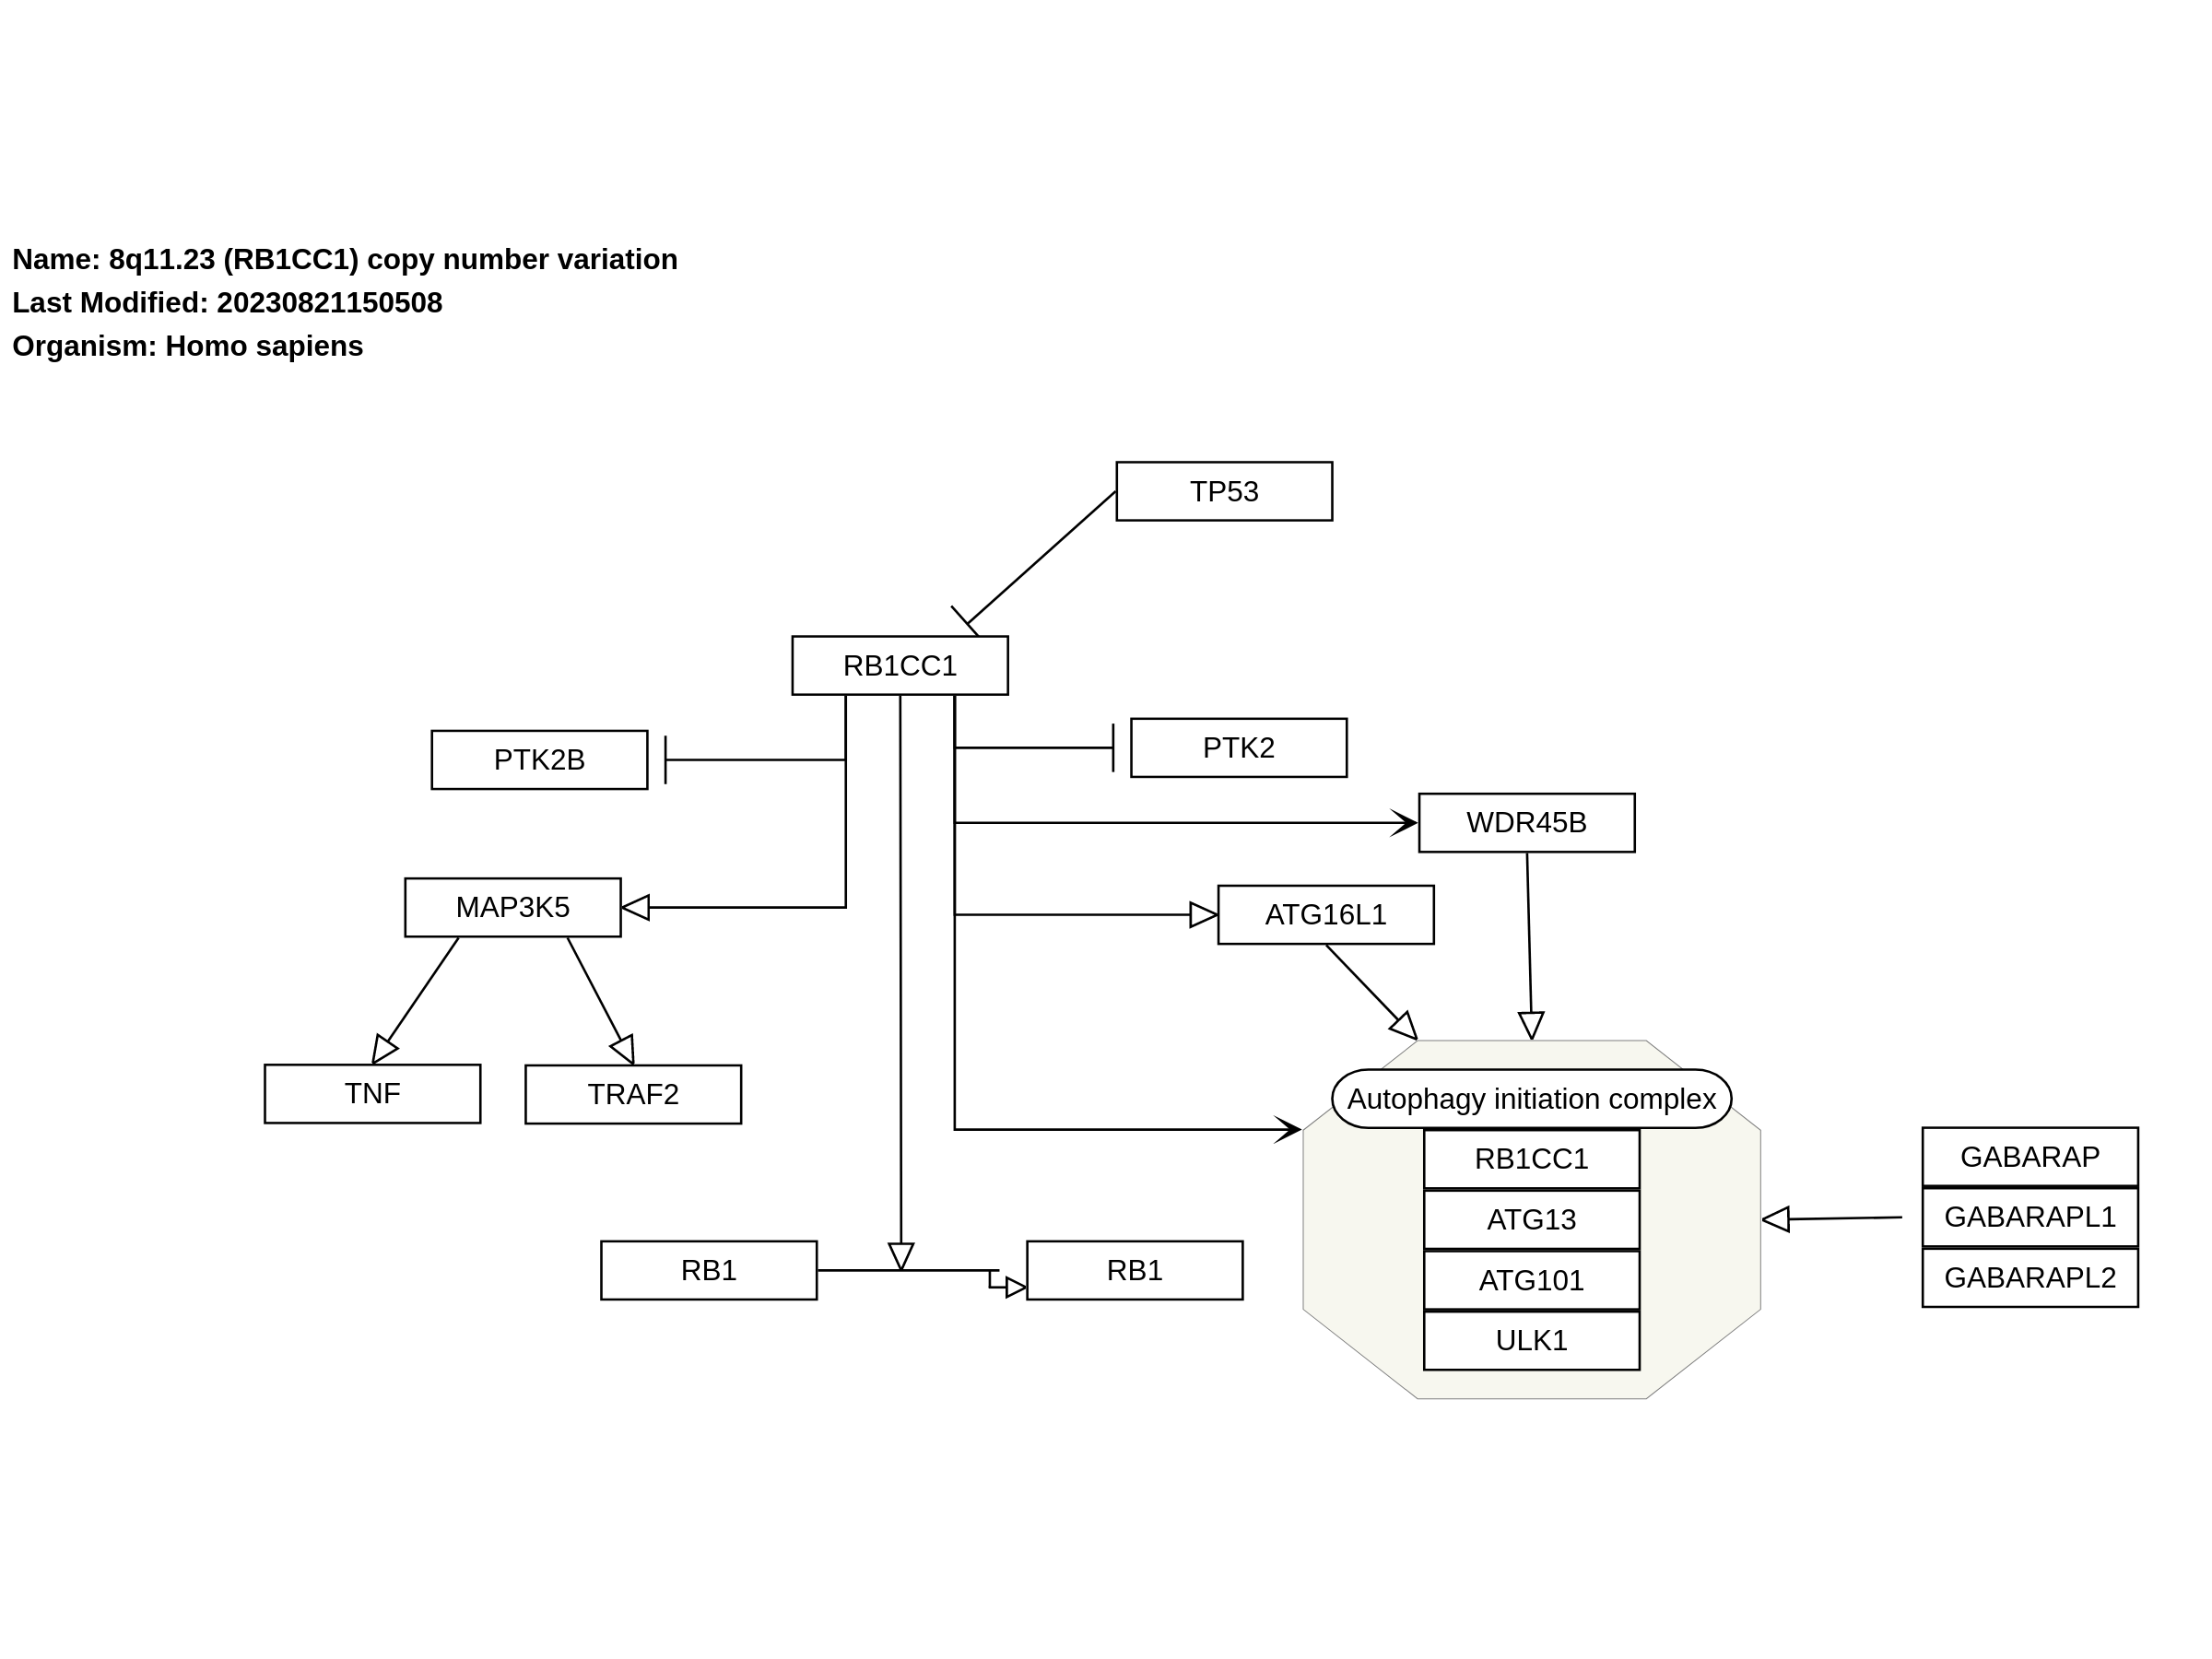 Name: 8q11.23 (RB1CC1) copy number variation
Last Modified: 20230821150508
Organism: Homo sapiens
TP53
RB1CC1
PTK2B
PTK2
WDR45B
MAP3K5
ATG16L1
TNF
TRAF2
Autophagy initiation complex
RB1CC1
ATG13
ATG101
ULK1
GABARAP
GABARAPL1
GABARAPL2
RB1
RB1